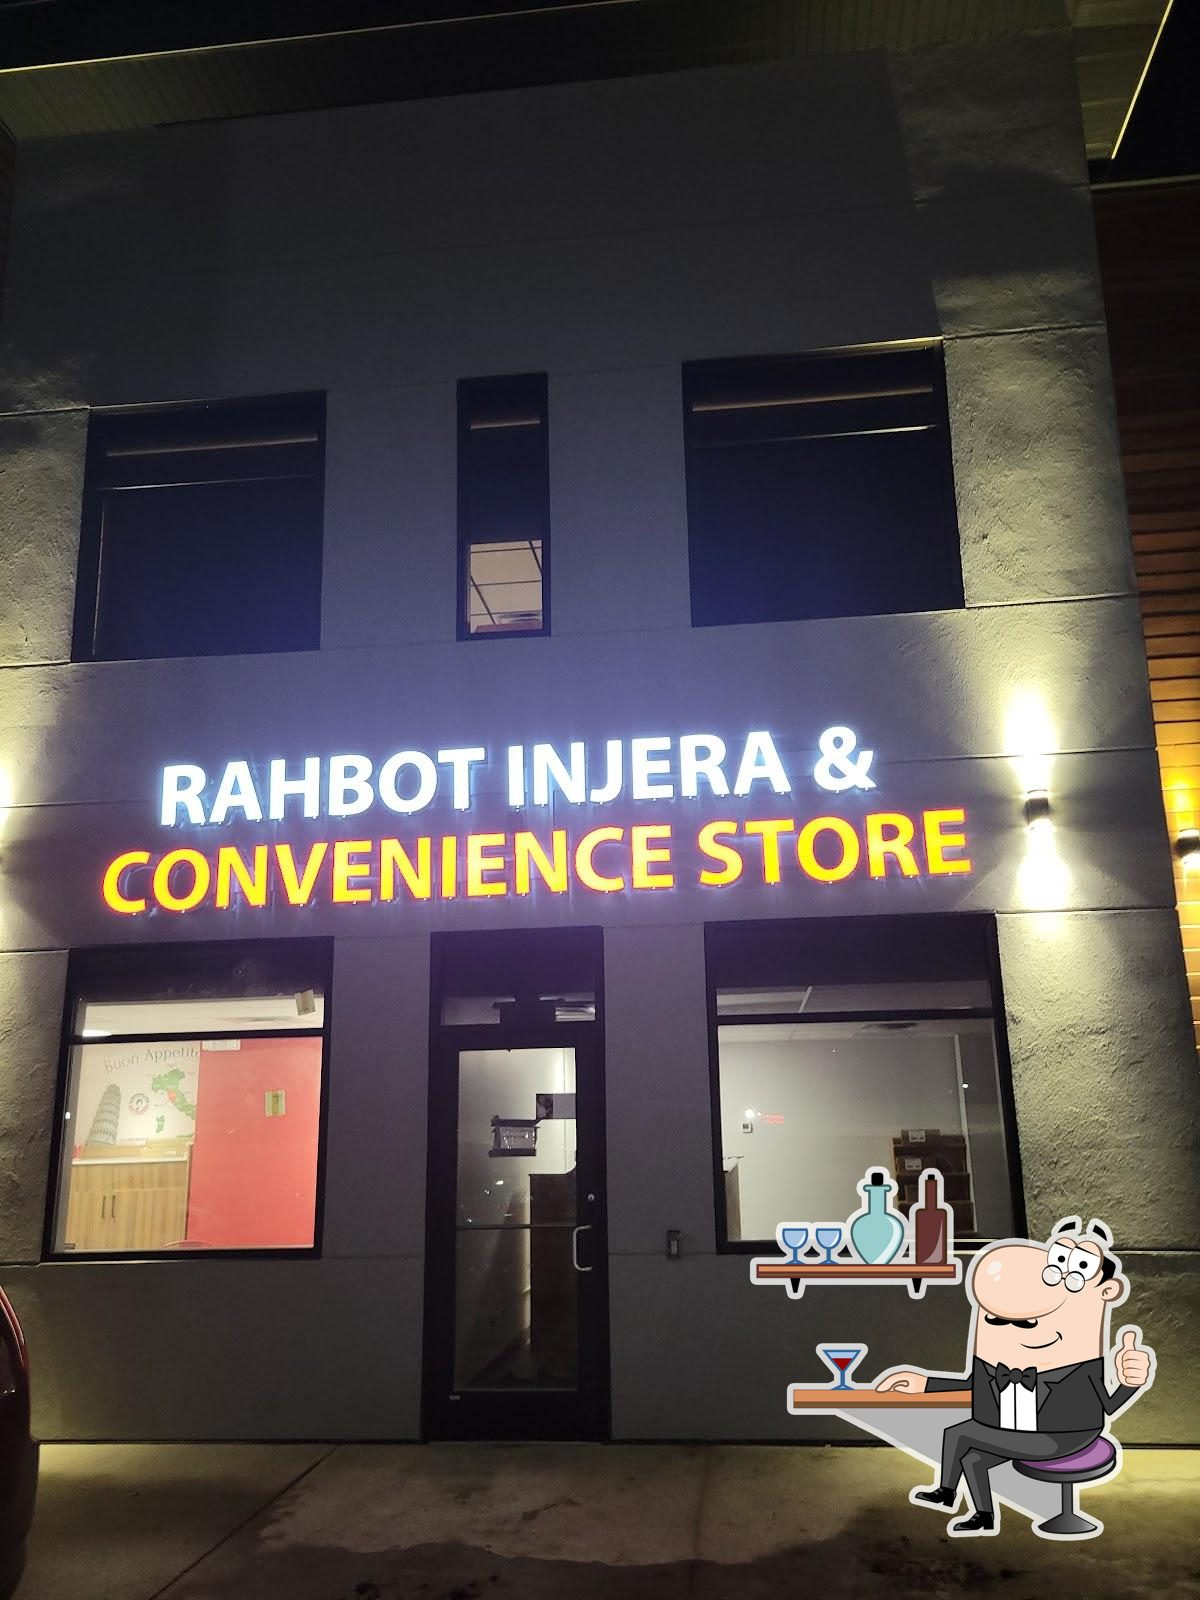 RAHBOT INJERA &
CONVENIENCE STORE
Buon Appetito